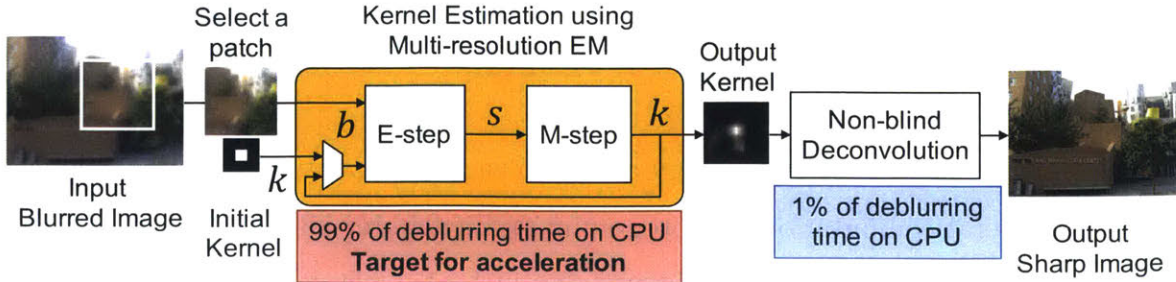 Select a
patch
Kernel Estimation using
Multi-resolution EM
Output
Kernel
b
E-step
s
M-step
k
k
Non-blind
Deconvolution
Input
Blurred Image
Initial
Kernel
99% of deblurring time on CPU
Target for acceleration
1% of deblurring
time on CPU
Output
Sharp Image